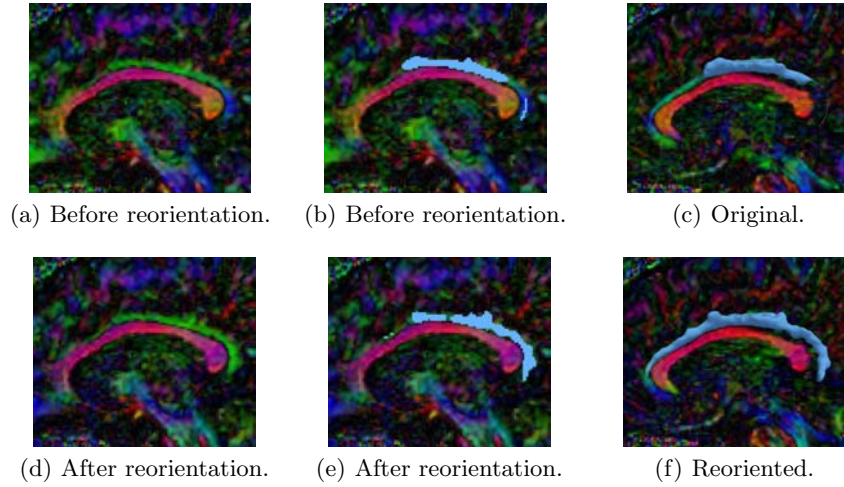 (a) Before reorientation.
(b) Before reorientation.
(c) Original.
(d) After reorientation.
(e) After reorientation.
(f) Reoriented.